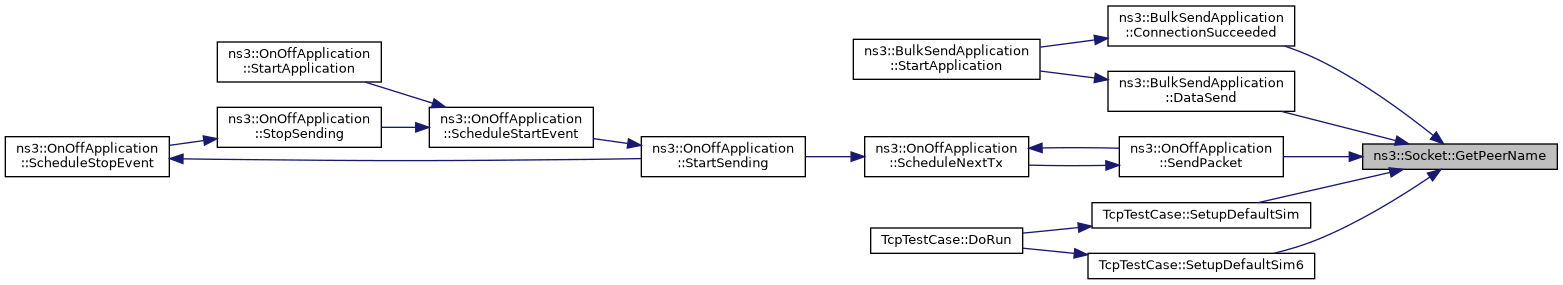 ns3::OnOffApplication
::ScheduleStopEvent
ns3::OnOffApplication
::StartApplication
ns3::OnOffApplication
::StopSending
ns3::OnOffApplication
::ScheduleStartEvent
ns3::OnOffApplication
::StartSending
ns3::BulkSendApplication
::StartApplication
ns3::OnOffApplication
::ScheduleNextTx
TcpTestCase::DoRun
ns3::BulkSendApplication
::ConnectionSucceeded
ns3::BulkSendApplication
::DataSend
ns3::OnOffApplication
::SendPacket
TcpTestCase::SetupDefaultSim
TcpTestCase::SetupDefaultSim6
ns3::Socket::GetPeerName